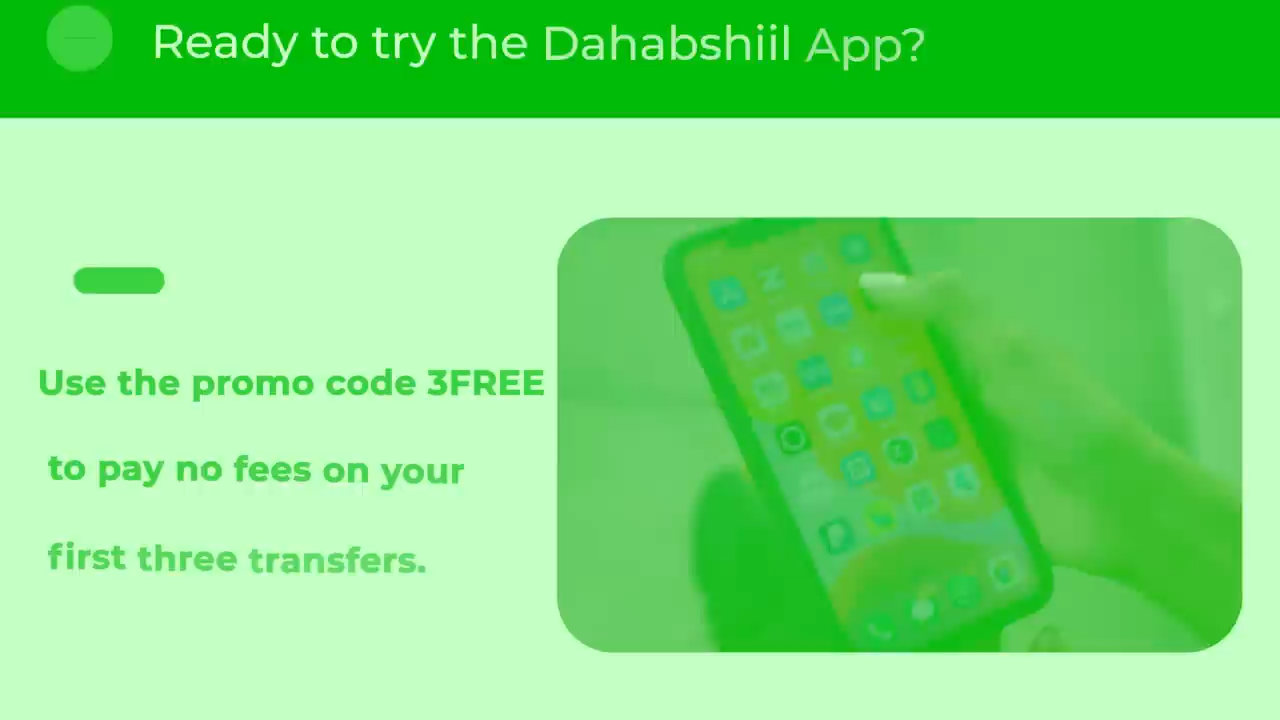 Ready to try the Dahabshiil App?
Use the promo code 3FREE
to pay no fees on your
first three transfers.